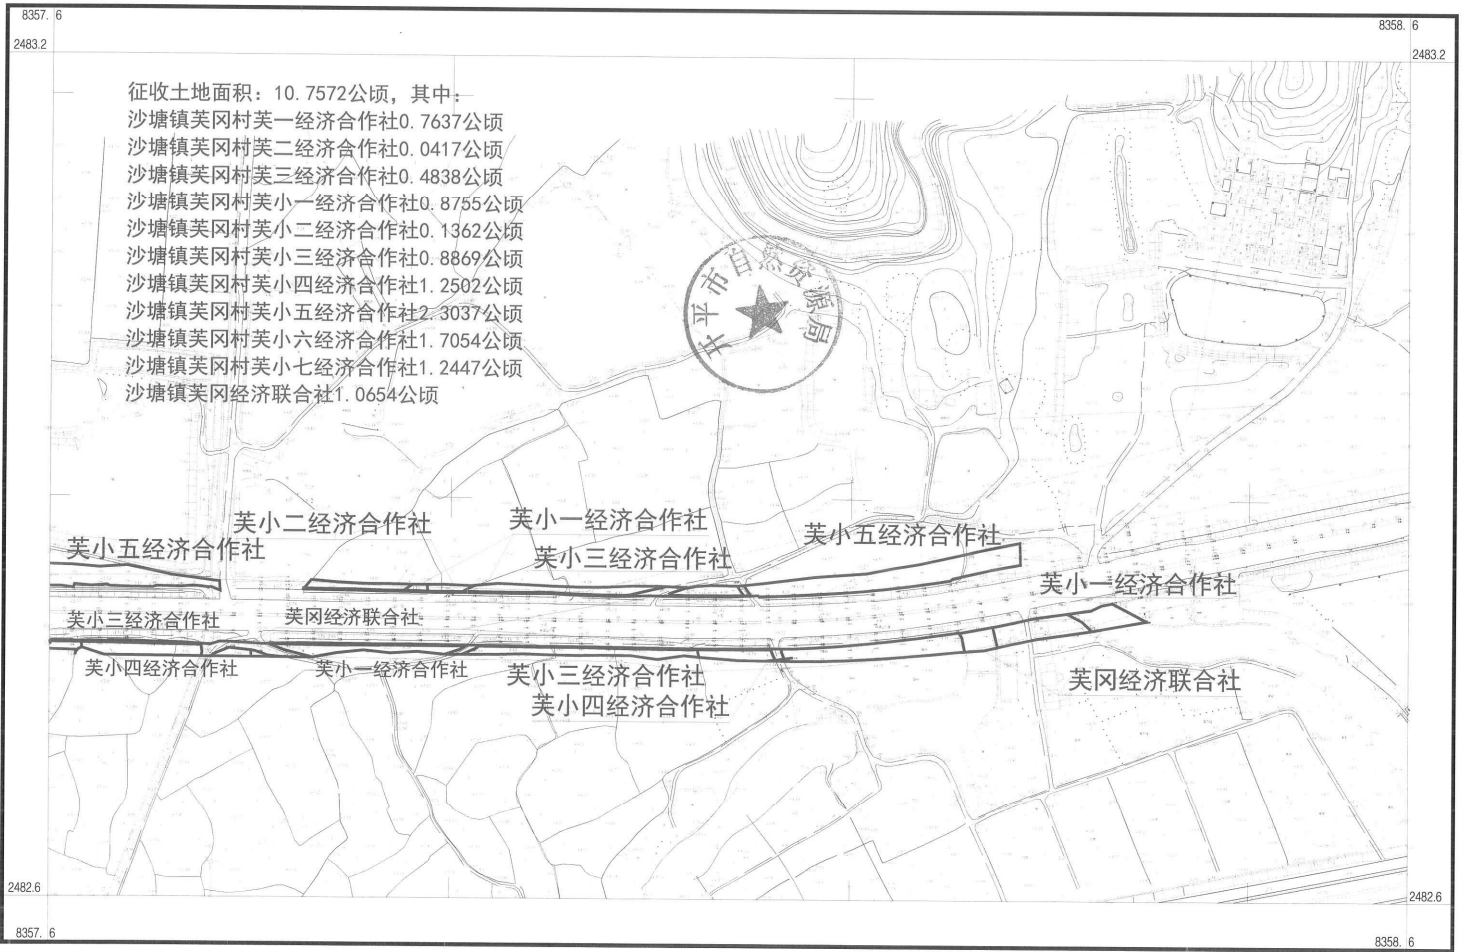 8357. 6
8358. 6
2483.2
2483.2
征收土地面积：10.7572公顷，其中：
沙塘镇芙冈村芙一经济合作社0.7637公顷
沙塘镇芙冈村芙二经济合作社0.0417公顷
沙塘镇芙冈村芙三经济合作社0.4838公顷
沙塘镇芙冈村芙小一经济合作社0.8755公顷
沙塘镇芙冈村芙小二经济合作社0.1362公顷
沙塘镇芙冈村芙小三经济合作社0.8869公顷
沙塘镇芙冈村芙小四经济合作社1.2502公顷
沙塘镇芙冈村芙小五经济合作社2.3037公顷
沙塘镇芙冈村芙小六经济合作社1.7054公顷
沙塘镇芙冈村芙小七经济合作社1.2447公顷
沙塘镇芙冈经济联合社1.0654公顷
开平市自然资源局
芙小二经济合作社
芙小一经济合作社
芙小五经济合作社
芙小五经济合作社
芙小三经济合作社
芙小一经济合作社
芙小三经济合作社
芙冈经济联合社
芙小四经济合作社
芙小一经济合作社
芙小三经济合作社
芙冈经济联合社
芙小四经济合作社
2482.6
2482.6
8357. 6
8358. 6